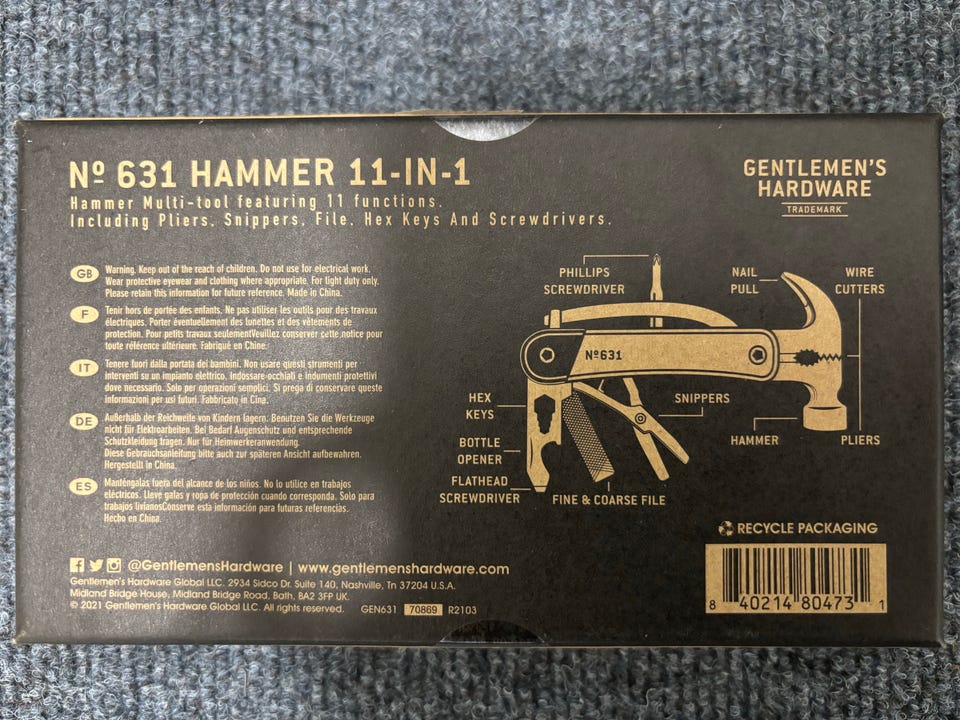 Nº 631 HAMMER 11-IN-1
Hammer Multi-tool featuring 11 functions.
Including Pliers, Snippers, File, Hex Keys And Screwdrivers.
GENTLEMEN'S
HARDWARE
TRADEMARK
GB
Warning. Keep out of the reach of children. Do not use for electrical work.
Wear protective eyewear and clothing where appropriate. For light duty only.
Please retain this information for future reference. Made in China.
F
Tenir hors de portée des enfants. Ne pas utiliser les outils pour des travaux
électriques. Porter éventuellement des lunettes et des vêtements de
protection. Pour petits travaux seulementVeuillez conserver cette notice pour
toute référence ultérieure. Fabriqué en Chine.
IT
Tenere fuori dalla portata dei bambini. Non usare questi strumenti per
interventi su un impianto elettrico. Indossare occhiali e indumenti protettivi
dove necessario. Solo per operazioni semplici. Si prega di conservare queste
informazioni per usi futuri. Fabbricato in Cina.
DE
Außerhalb der Reichweite von Kindern lagern. Benutzen Sie die Werkzeuge
nicht für Elektroarbeiten. Bei Bedarf Augenschutz und entsprechende
Schutzkleidung tragen. Nur für Heimwerkeranwendung.
Diese Gebrauchsanleitung bitte auch zur späteren Ansicht aufbewahren.
Hergestellt in China.
ES
Manténgalas fuera del alcance de los niños. No lo utilice en trabajos
eléctricos. Lleve gafas y ropa de protección cuando corresponda. Solo para
trabajos livianosConserve esta información para futuras referencias.
Hecho en China.
PHILLIPS
SCREWDRIVER
NAIL
PULL
WIRE
CUTTERS
Nº631
HEX
KEYS
SNIPPERS
BOTTLE
OPENER
HAMMER
PLIERS
FLATHEAD
SCREWDRIVER
FINE & COARSE FILE
RECYCLE PACKAGING
8 40214 80473 1
@GentlemensHardware | www.gentlemenshardware.com
Gentlemen's Hardware Global LLC. 2934 Sidco Dr. Suite 140, Nashville, Tn 37204 U.S.A.
Midland Bridge House, Midland Bridge Road, Bath, BA2 3FP UK.
© 2021 Gentlemen's Hardware Global LLC. All rights reserved. GEN631 70869 R2103